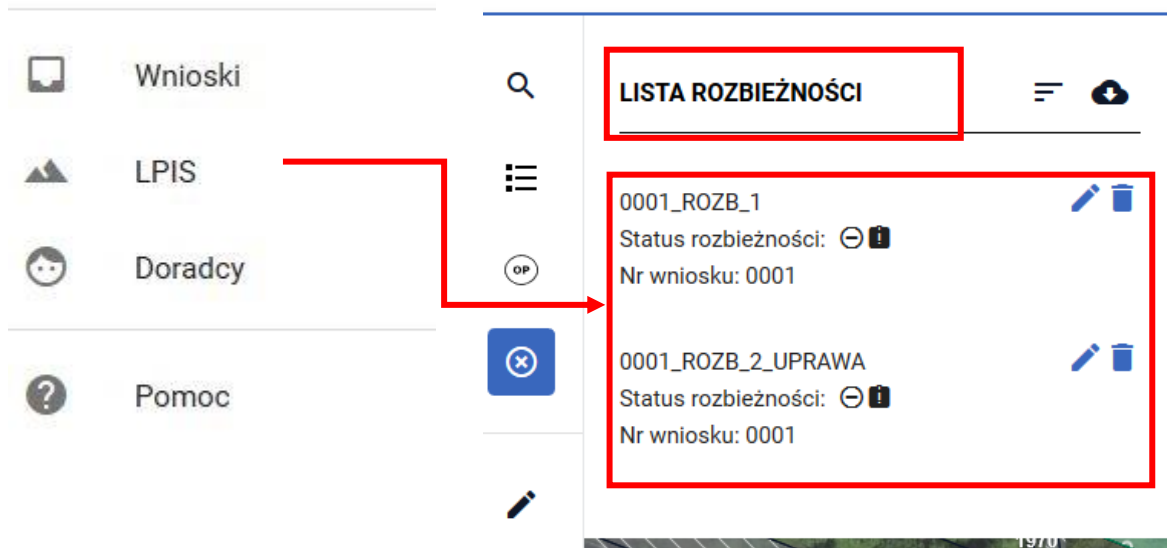 Wnioski
LPIS
Doradcy
Pomoc
OP
LISTA ROZBIEŻNOŚCI
0001_ROZB_1
Status rozbieżności:
Nr wniosku: 0001
0001_ROZB_2_UPRAWA
Status rozbieżności:
Nr wniosku: 0001
1970